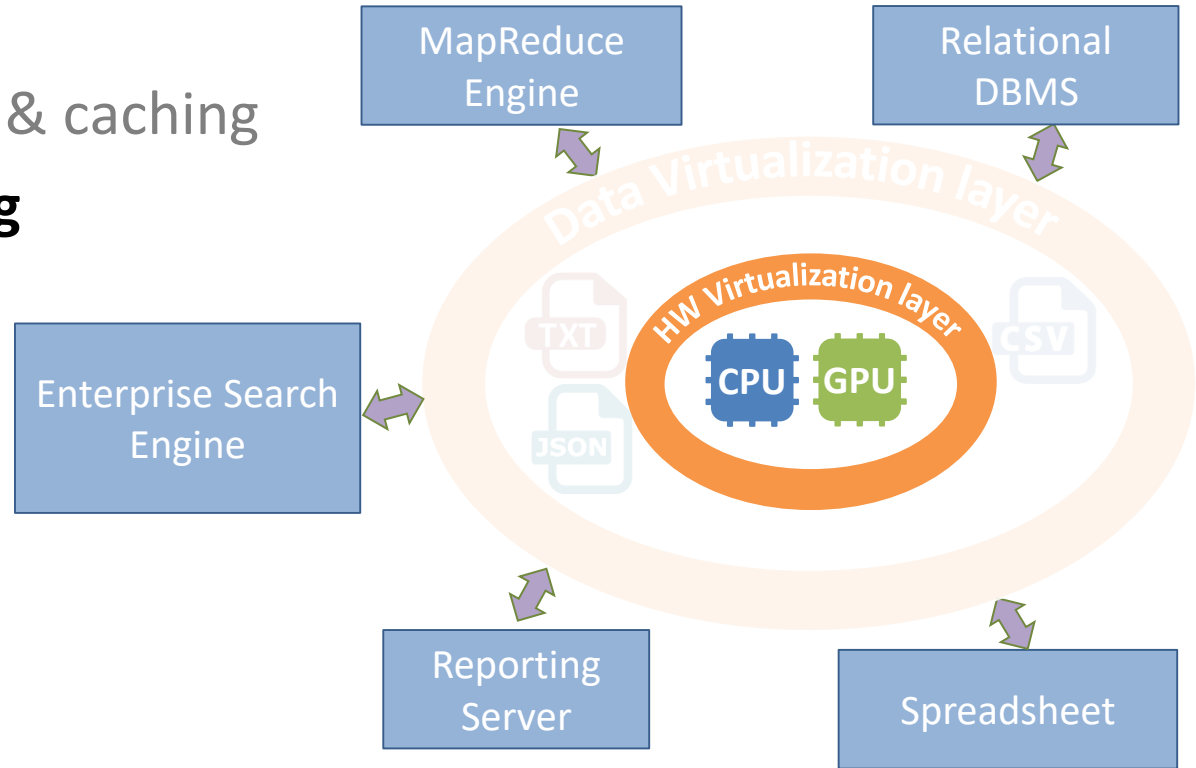 MapReduce
Engine
Relational
DBMS
& caching
g
Data Virtualization layer
HW Virtualization layer
TXT
CSV
CPU
GPU
JSON
Enterprise Search
Engine
Reporting
Server
Spreadsheet